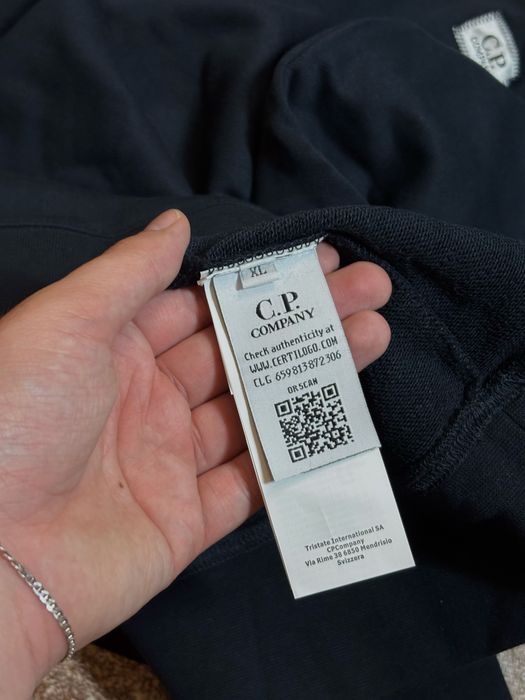 C.P.
COMPANY
XL
C.P.
COMPANY
Check authenticity at
WWW.CERTILOGO.COM
CLG 659813872306
OR SCAN
Tristate International SA
CPCompany
Via Rime 38 6850 Mendrisio
Svizzera